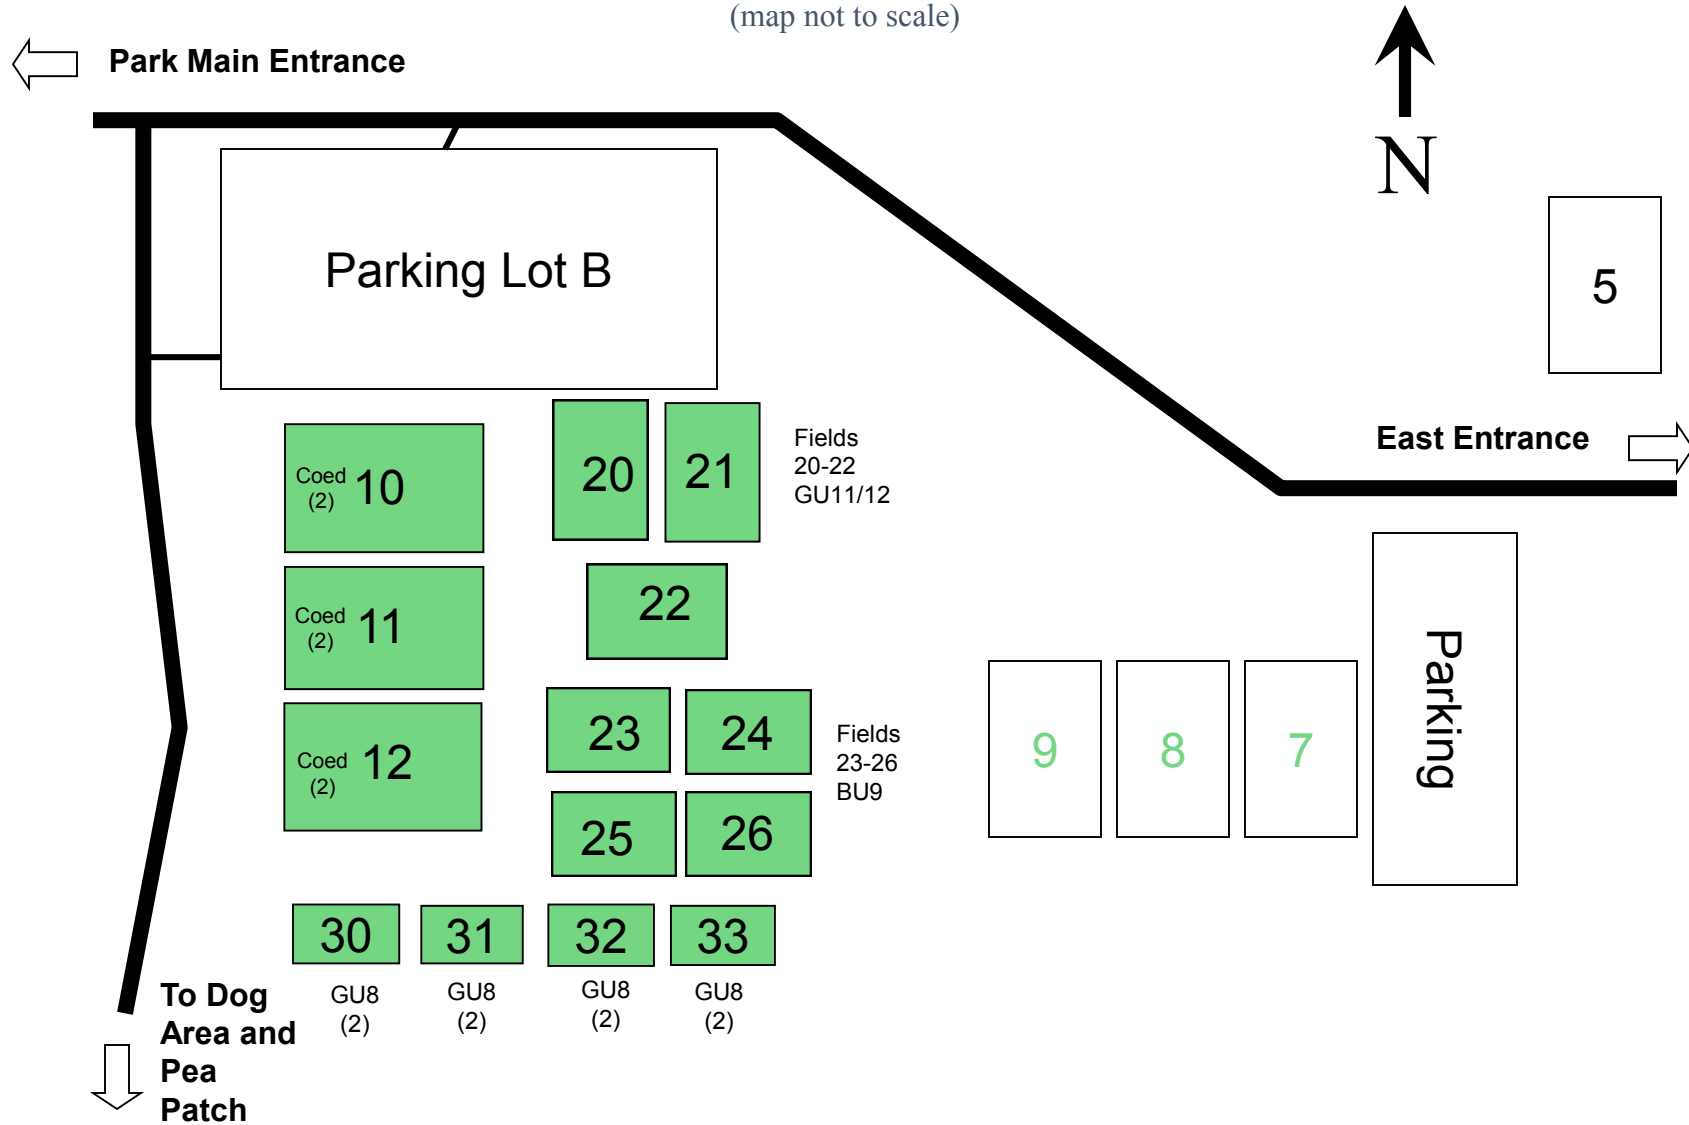 (map not to scale)
Park Main Entrance
N
Parking Lot B
5
East Entrance
Coed
(2)
10
20
21
Fields
20-22
GU11/12
Coed
(2)
11
22
Coed
(2)
12
23
24
Fields
23-26
BU9
25
26
9
8
7
Parking
30
31
32
33
GU8
(2)
GU8
(2)
GU8
(2)
GU8
(2)
To Dog
Area and
Pea
Patch